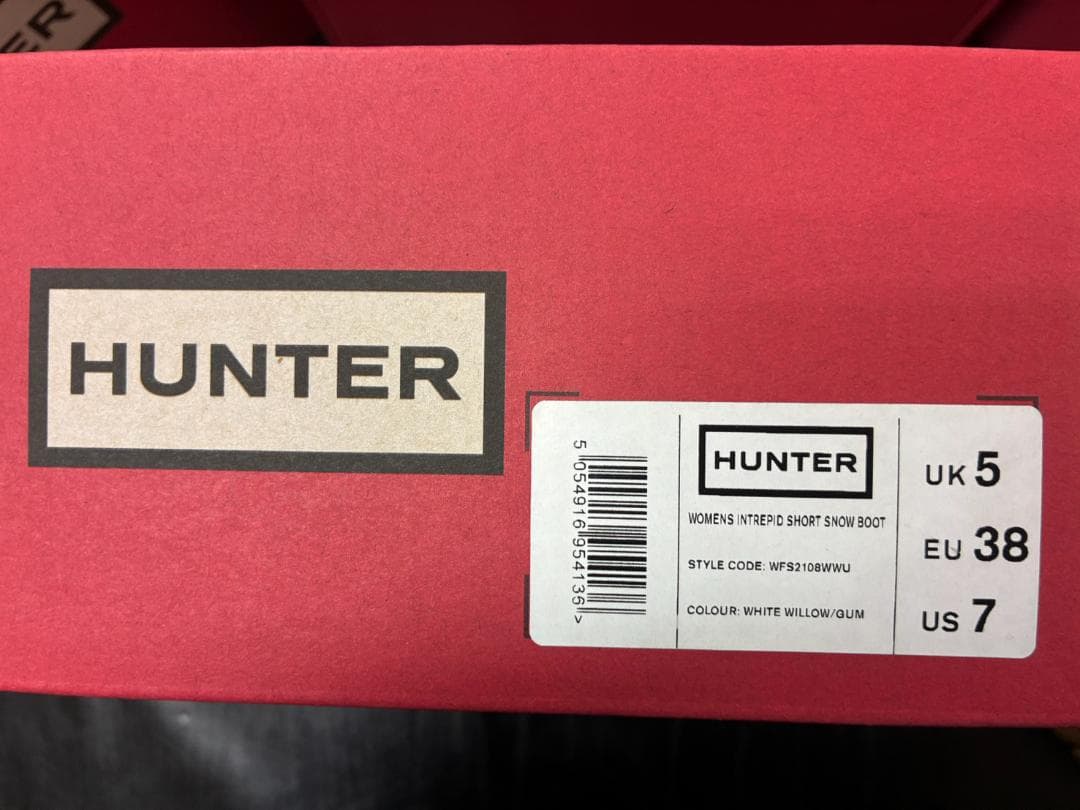 ER
HUNTER
5 054916 954136 >
HUNTER
WOMENS INTREPID SHORT SNOW BOOT
STYLE CODE: WFS2108WWU
COLOUR: WHITE WILLOW/GUM
UK 5
EU 38
US 7